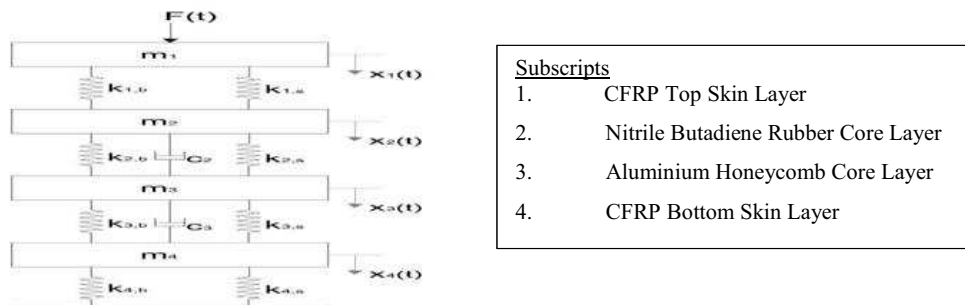 F(t)
m₁
x₁(t)
k₁,b
k₁,s
m₂
x₂(t)
k₂,b
c₂
k₂,s
m₃
x₃(t)
k₃,b
c₃
k₃,s
m₄
x₄(t)
k₄,b
k₄,s
Subscripts
1. CFRP Top Skin Layer
2. Nitrile Butadiene Rubber Core Layer
3. Aluminium Honeycomb Core Layer
4. CFRP Bottom Skin Layer